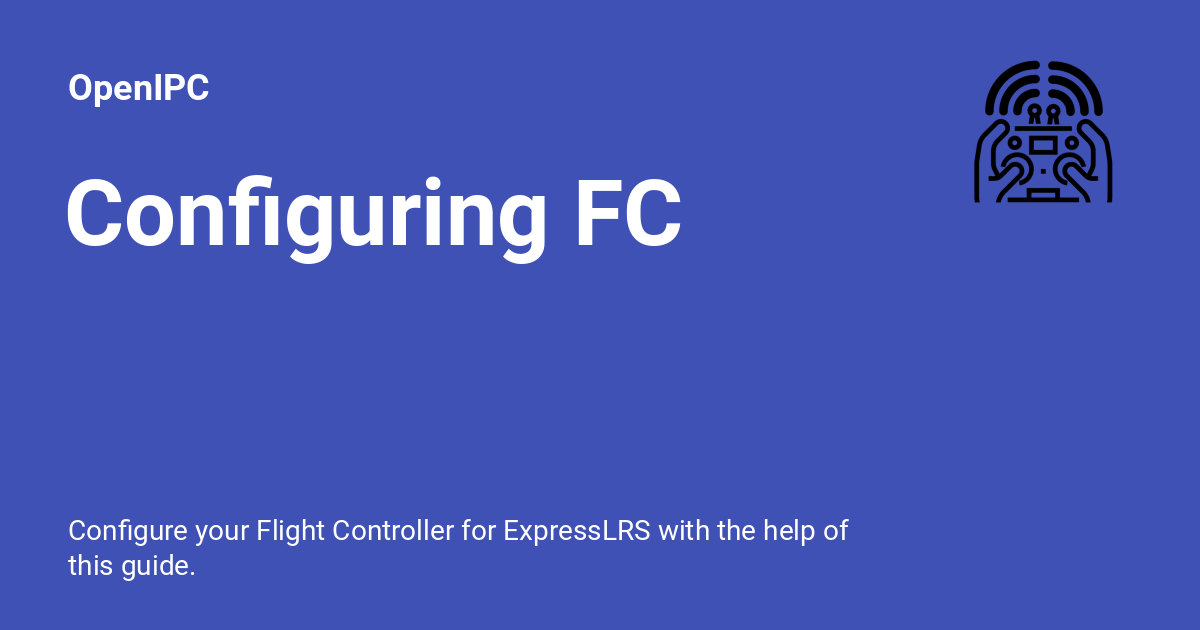 OpenIPC
Configuring FC
Configure your Flight Controller for ExpressLRS with the help of
this guide.